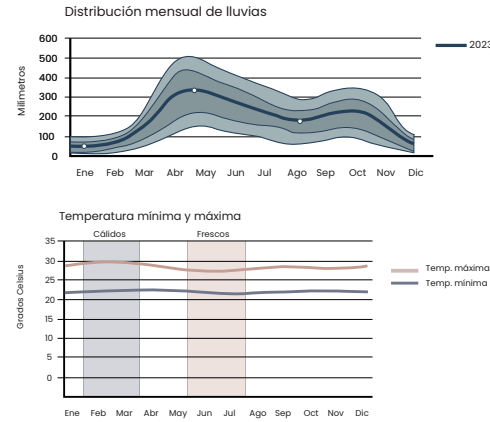 Distribución mensual de lluvias
600
500
400
300
200
100
0
Milímetros
2023
Ene Feb Mar Abr May Jun Jul Ago Sep Oct Nov Dic
Temperatura mínima y máxima
Cálidos Frescos
35
30
25
20
15
10
5
0
Grados Celsius
Temp. máxima
Temp. mínima
Ene Feb Mar Abr May Jun Jul Ago Sep Oct Nov Dic